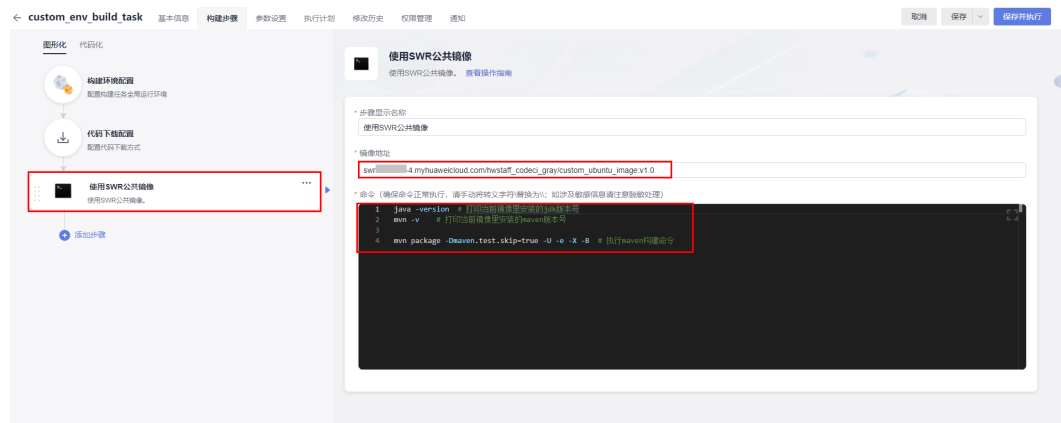 ← custom_env_build_task 基本信息 构建步骤 参数设置 执行计划 修改历史 权限管理 通知 取消 保存 保存并执行
图形化 代码化
构建环境配置
配置构建任务全局运行环境
代码下载配置
配置代码下载方式
使用SWR公共镜像
使用SWR公共镜像。
添加步骤
使用SWR公共镜像
使用SWR公共镜像。 查看操作指南
* 步骤显示名称
使用SWR公共镜像
* 镜像地址
swr -4.myhuaweicloud.com/hwstaff_codeci_gray/custom_ubuntu_image:v1.0
* 命令（确保命令正常执行，请手动将转义字符\替换为\\；如涉及敏感信息请注意脱敏处理）
1 java -version # 打印当前镜像里安装的jdk版本号
2 mvn -v # 打印当前镜像里安装的maven版本号
3
4 mvn package -Dmaven.test.skip=true -U -e -X -B # 执行maven构建命令